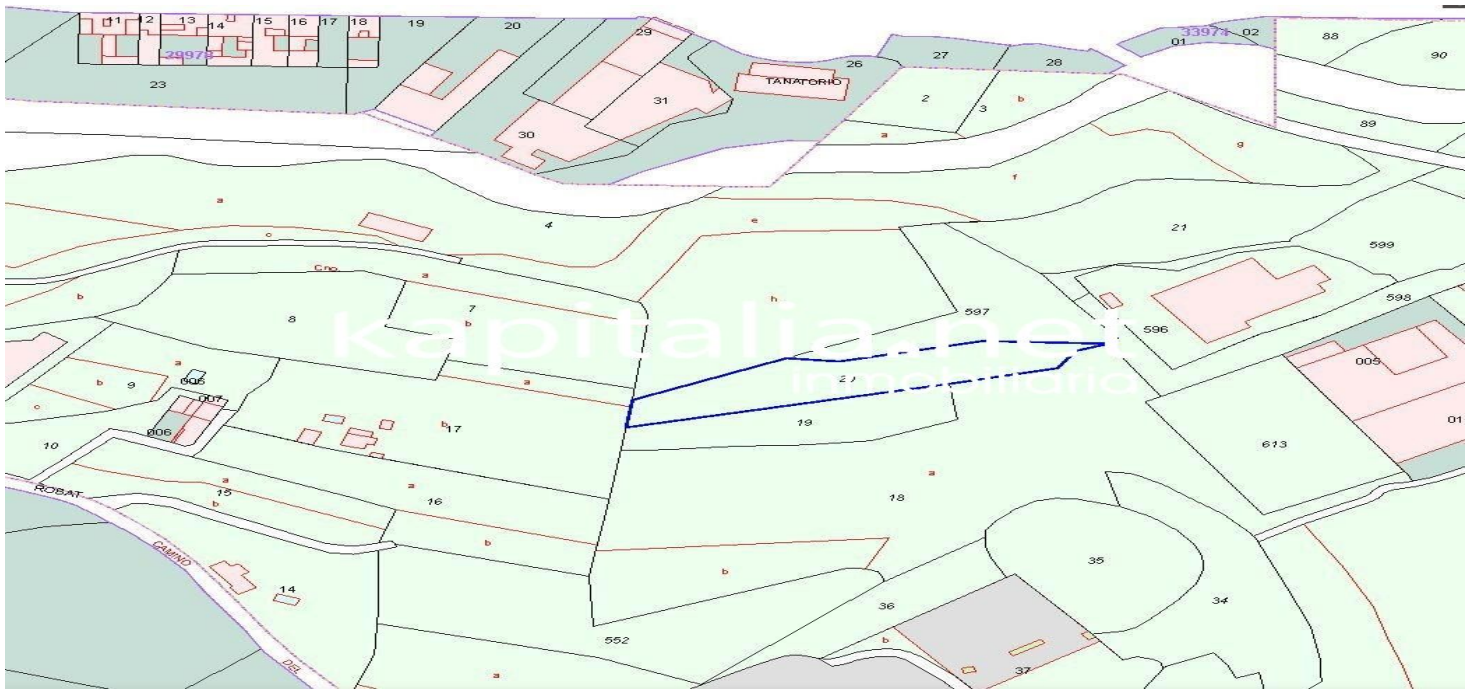 11 12 13 14 15 16 17 18 19 20 29
29978
23
30 31
TANATORIO
26 27 28
33974
01 02
88
90
89
2 3 b
a
g
f
a
4
e
c
21
599
Cno.
a
b
7
b
8
h
597
598
596
kapitalia.net
inmobiliaria
a
b
9
006
007
006
c
a
b
17
19
005
01
10
613
ROBAT
a
15
b
a
16
b
a
18
b
35
34
CAMINO
14
36
b
552
37
DEL
a